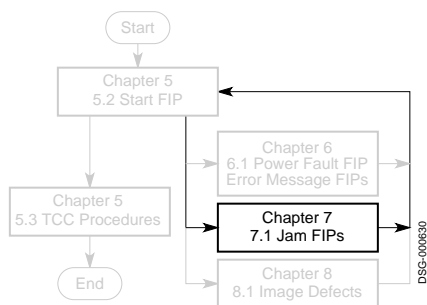 Start
Chapter 5
5.2 Start FIP
Chapter 6
6.1 Power Fault FIP
Error Message FIPs
Chapter 5
5.3 TCC Procedures
Chapter 7
7.1 Jam FIPs
End
Chapter 8
8.1 Image Defects
DSG-000630